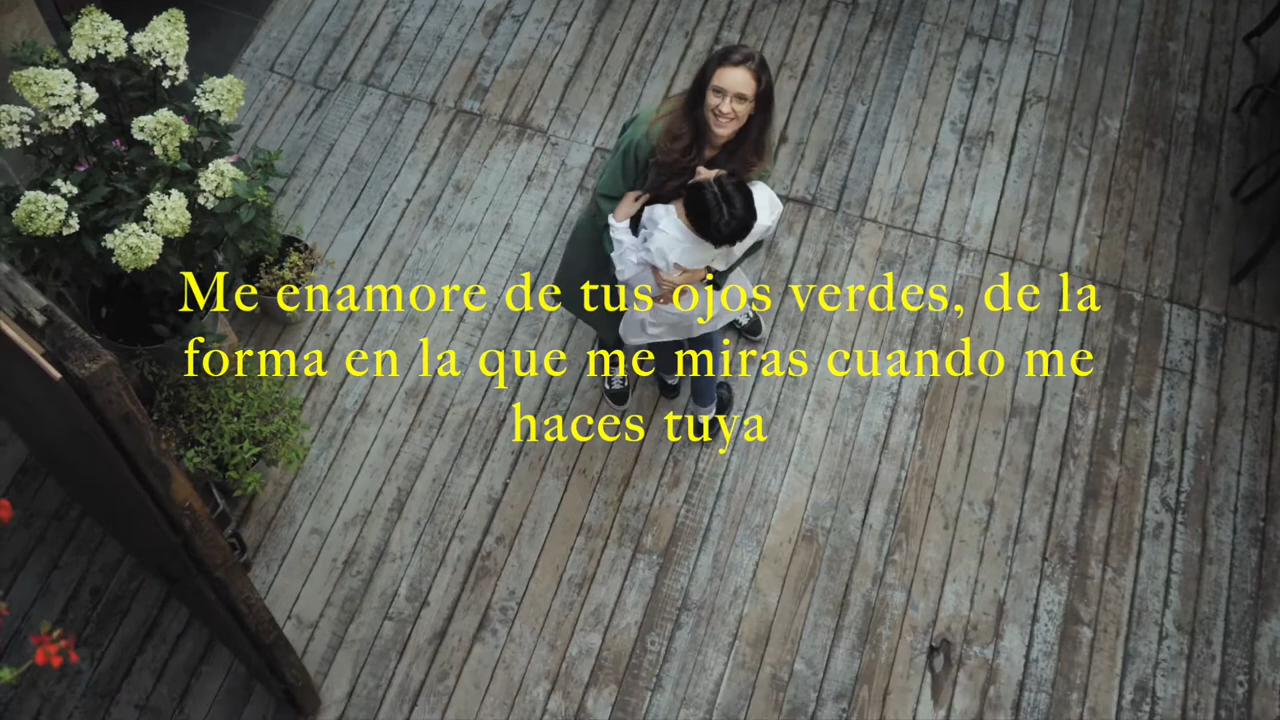 Me enamore de tus ojos verdes, de la
forma en la que me miras cuando me
haces tuya